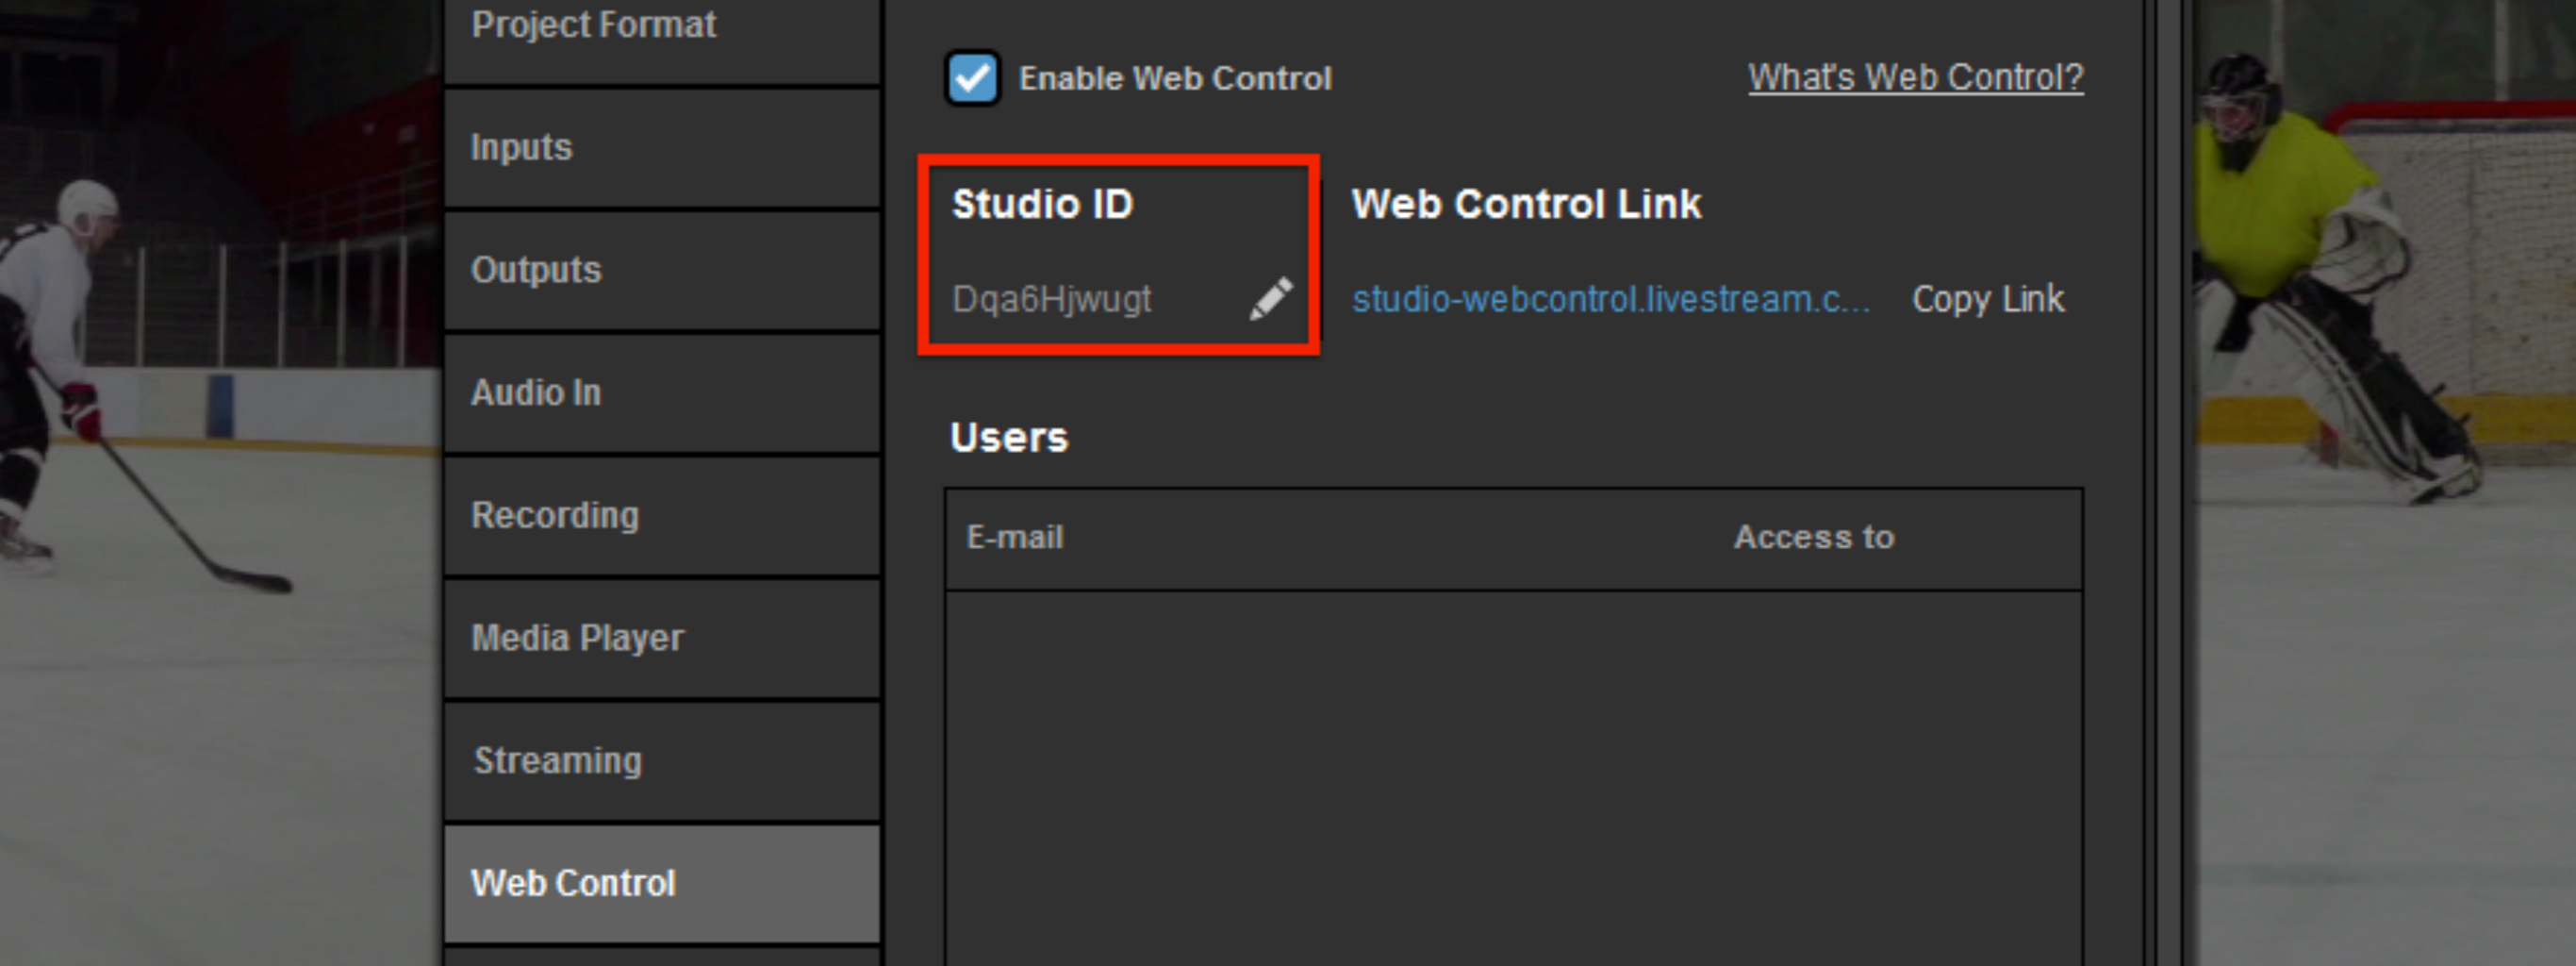 Project Format
Inputs
Outputs
Audio In
Recording
Media Player
Streaming
Web Control
Enable Web Control
What's Web Control?
Studio ID
Dqa6Hjwugt
Web Control Link
studio-webcontrol.livestream.c...
Copy Link
Users
E-mail
Access to